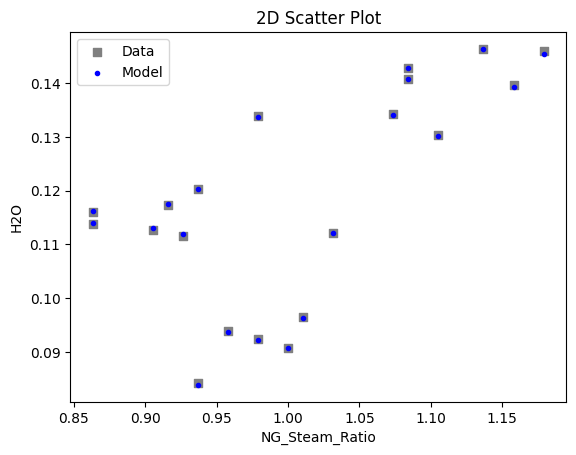 2D Scatter Plot
Data
Model
H2O
0.14
0.13
0.12
0.11
0.10
0.09
0.85 0.90 0.95 1.00 1.05 1.10 1.15
NG_Steam_Ratio